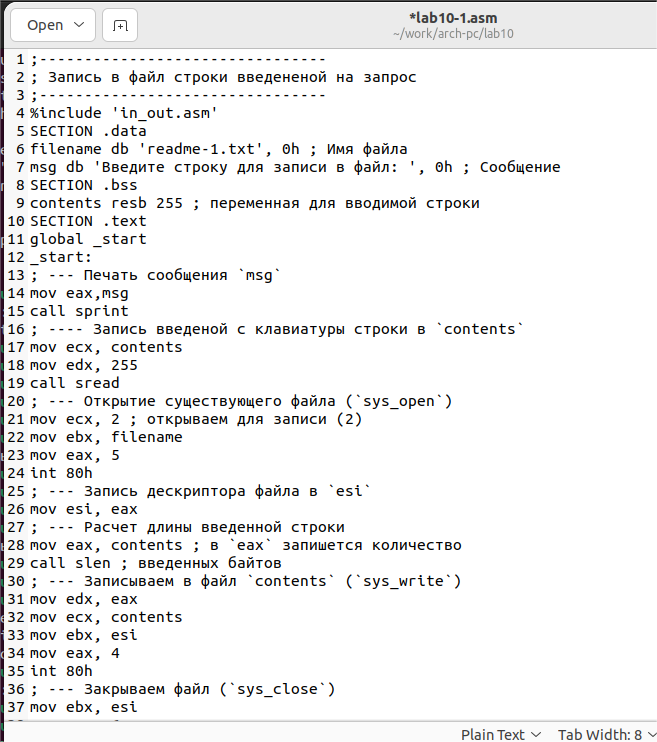 Open
*lab10-1.asm
~/work/arch-pc/lab10
1 ;--------------------------------
2 ; Запись в файл строки введененой на запрос
3 ;--------------------------------
4 %include 'in_out.asm'
5 SECTION .data
6 filename db 'readme-1.txt', 0h ; Имя файла
7 msg db 'Введите строку для записи в файл: ', 0h ; Сообщение
8 SECTION .bss
9 contents resb 255 ; переменная для вводимой строки
10 SECTION .text
11 global _start
12 _start:
13 ; --- Печать сообщения `msg`
14 mov eax,msg
15 call sprint
16 ; ---- Запись введеной с клавиатуры строки в `contents`
17 mov ecx, contents
18 mov edx, 255
19 call sread
20 ; --- Открытие существующего файла (`sys_open`)
21 mov ecx, 2 ; открываем для записи (2)
22 mov ebx, filename
23 mov eax, 5
24 int 80h
25 ; --- Запись дескриптора файла в `esi`
26 mov esi, eax
27 ; --- Расчет длины введенной строки
28 mov eax, contents ; в `eax` запишется количество
29 call slen ; введенных байтов
30 ; --- Записываем в файл `contents` (`sys_write`)
31 mov edx, eax
32 mov ecx, contents
33 mov ebx, esi
34 mov eax, 4
35 int 80h
36 ; --- Закрываем файл (`sys_close`)
37 mov ebx, esi
Plain Text Tab Width: 8